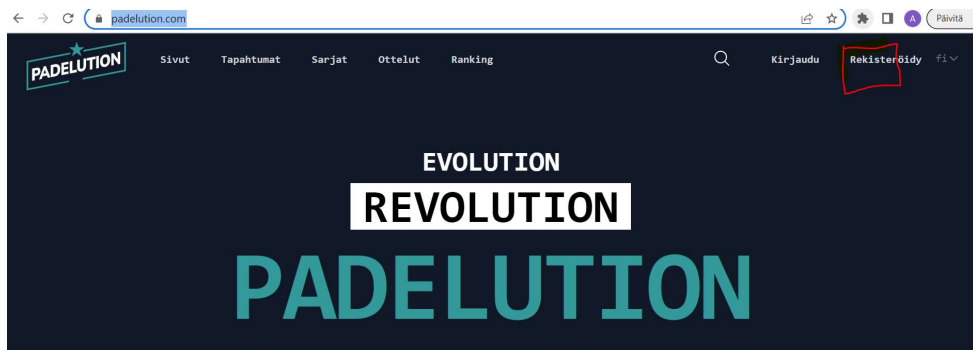 padelution.com
A
Päivitä
PADELUTION
Sivut
Tapahtumat
Sarjat
Ottelut
Ranking
Kirjaudu
Rekisteröidy
fi
EVOLUTION
REVOLUTION
PADELUTION